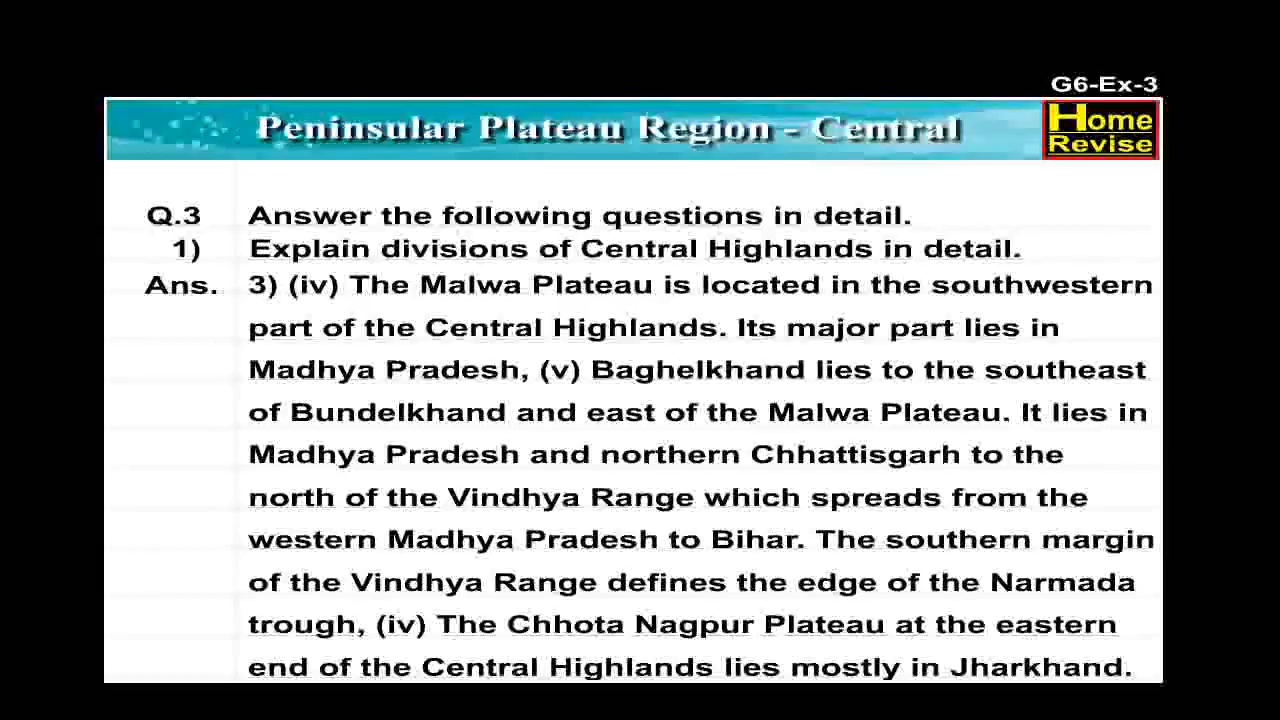 G6-Ex-3
Peninsular Plateau Region - Central
Home
Revise
Q.3 Answer the following questions in detail.
1) Explain divisions of Central Highlands in detail.
Ans. 3) (iv) The Malwa Plateau is located in the southwestern
part of the Central Highlands. Its major part lies in
Madhya Pradesh, (v) Baghelkhand lies to the southeast
of Bundelkhand and east of the Malwa Plateau. It lies in
Madhya Pradesh and northern Chhattisgarh to the
north of the Vindhya Range which spreads from the
western Madhya Pradesh to Bihar. The southern margin
of the Vindhya Range defines the edge of the Narmada
trough, (iv) The Chhota Nagpur Plateau at the eastern
end of the Central Highlands lies mostly in Jharkhand.